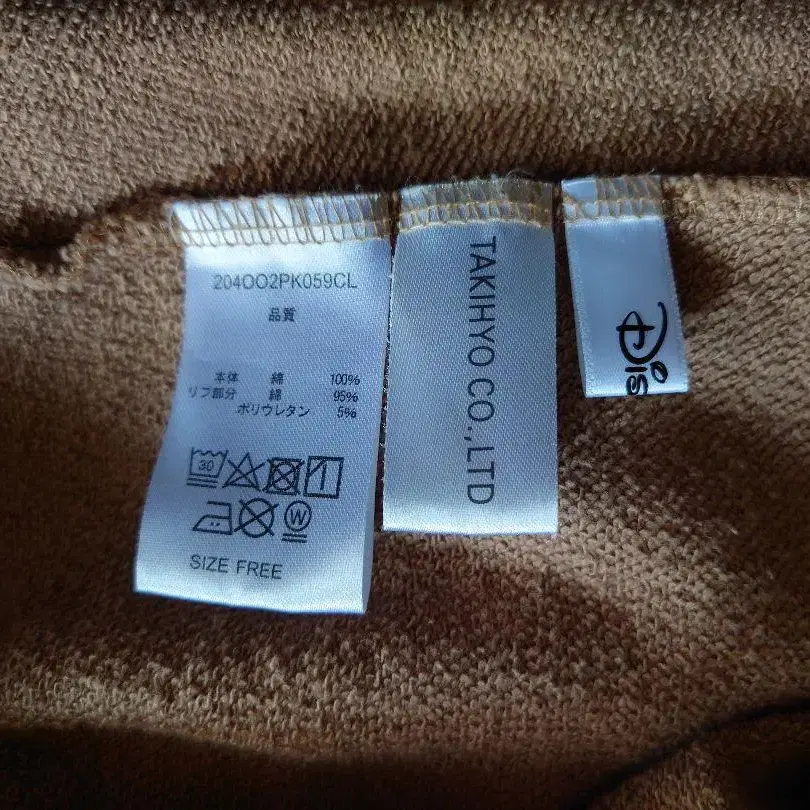 204OO2PK059CL
品質
本体 綿 100%
リブ部分 綿 95%
ポリウレタン 5%
30
W
SIZE FREE
TAKIHYO CO.,LTD
Dis